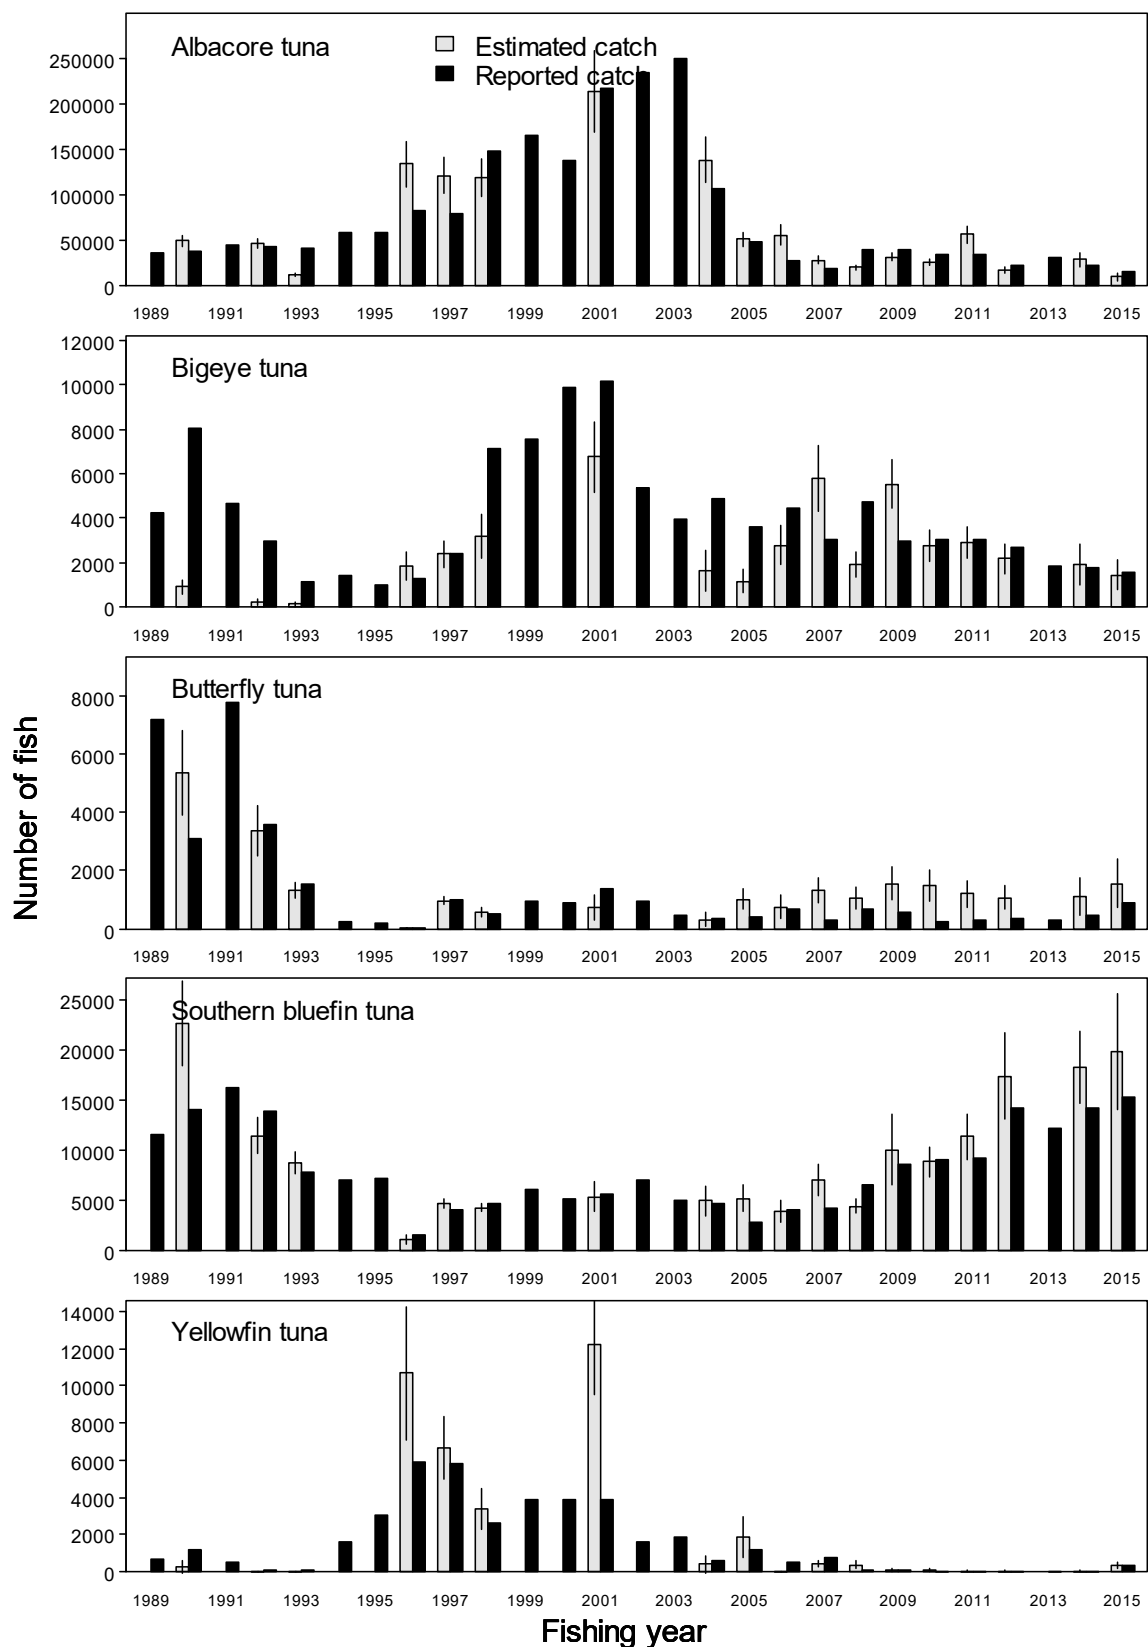 Albacore tuna
Estimated catch
Reported catch
250000
200000
150000
100000
50000
0
1989 1991 1993 1995 1997 1999 2001 2003 2005 2007 2009 2011 2013 2015
Bigeye tuna
12000
10000
8000
6000
4000
2000
0
1989 1991 1993 1995 1997 1999 2001 2003 2005 2007 2009 2011 2013 2015
Number of fish
Butterfly tuna
8000
6000
4000
2000
0
1989 1991 1993 1995 1997 1999 2001 2003 2005 2007 2009 2011 2013 2015
Southern bluefin tuna
25000
20000
15000
10000
5000
0
1989 1991 1993 1995 1997 1999 2001 2003 2005 2007 2009 2011 2013 2015
Yellowfin tuna
14000
12000
10000
8000
6000
4000
2000
0
1989 1991 1993 1995 1997 1999 2001 2003 2005 2007 2009 2011 2013 2015
Fishing year